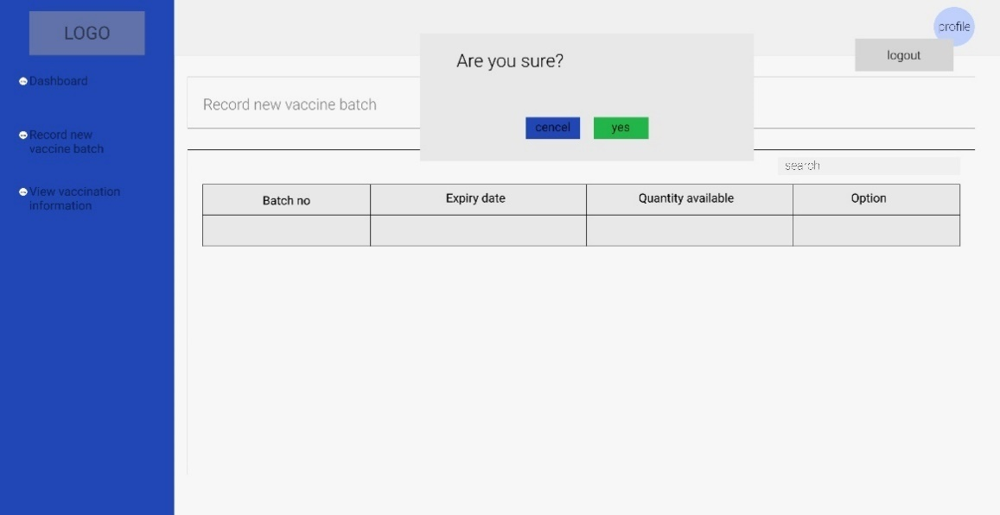 LOGO
profile
logout
Are you sure?
cencel
yes
Dashboard
Record new
vaccine batch
View vaccination
information
Record new vaccine batch
search
Batch no
Expiry date
Quantity available
Option